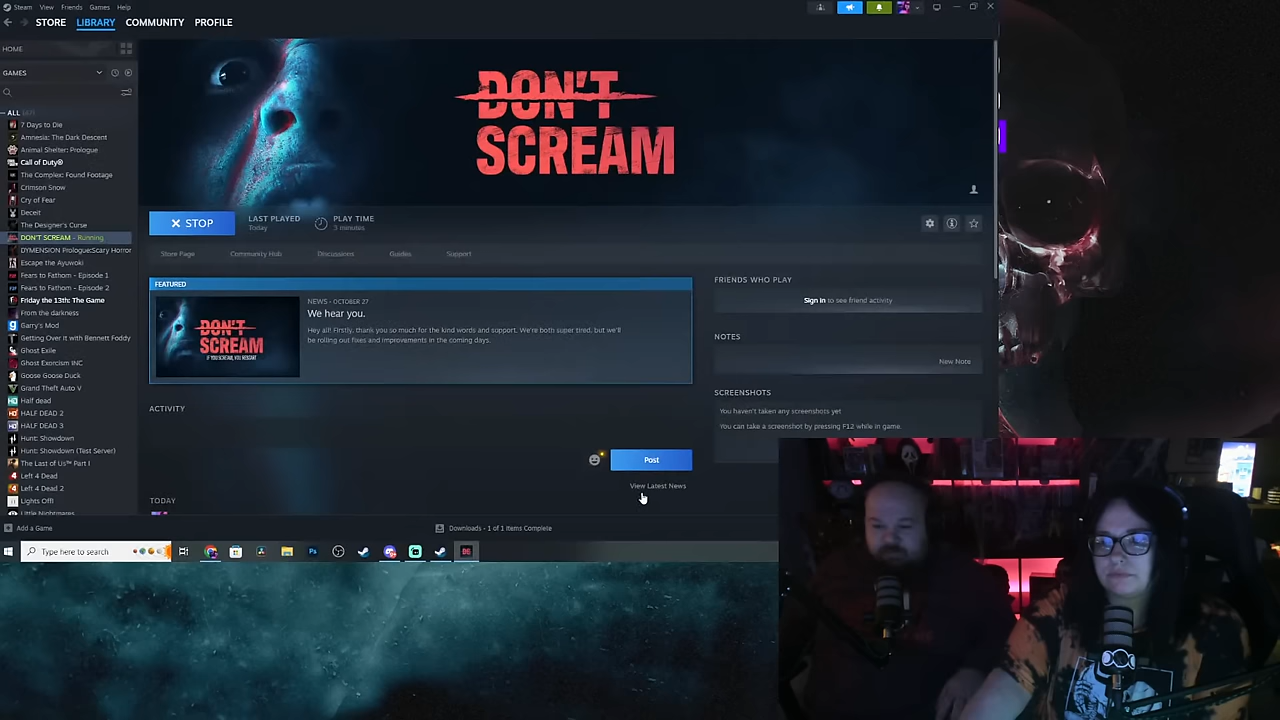 Steam View Friends Games Help
STORE LIBRARY COMMUNITY PROFILE
HOME
GAMES
ALL
7 Days to Die
Amnesia: The Dark Descent
Animal Shelter: Prologue
Call of Duty®
The Complex: Found Footage
Crimson Snow
Cry of Fear
Deceit
The Designer's Curse
DON'T SCREAM - Running
DYMENSION Prologue:Scary Horror
Escape the Ayuwoki
Fears to Fathom - Episode 1
Fears to Fathom - Episode 2
Friday the 13th: The Game
From the darkness
Garry's Mod
Getting Over It with Bennett Foddy
Ghost Exile
Ghost Exorcism INC
Goose Goose Duck
Grand Theft Auto V
Half dead
HALF DEAD 2
HALF DEAD 3
Hunt: Showdown
Hunt: Showdown (Test Server)
The Last of Us™ Part I
Left 4 Dead
Left 4 Dead 2
Lights Off!
Little Nightmares
Add a Game
DON'T
SCREAM
STOP
LAST PLAYED
Today
PLAY TIME
3 minutes
Store Page Community Hub Discussions Guides Support
FEATURED
DON'T
SCREAM
IF YOU SCREAM, YOU RESTART
NEWS - OCTOBER 27
We hear you.
Hey all! Firstly, thank you so much for the kind words and support. We're both super tired, but we'll
be rolling out fixes and improvements in the coming days.
ACTIVITY
Post
View Latest News
TODAY
FRIENDS WHO PLAY
Sign in to see friend activity
NOTES
New Note
SCREENSHOTS
You haven't taken any screenshots yet
You can take a screenshot by pressing F12 while in game.
Downloads - 1 of 1 Items Complete
Type here to search